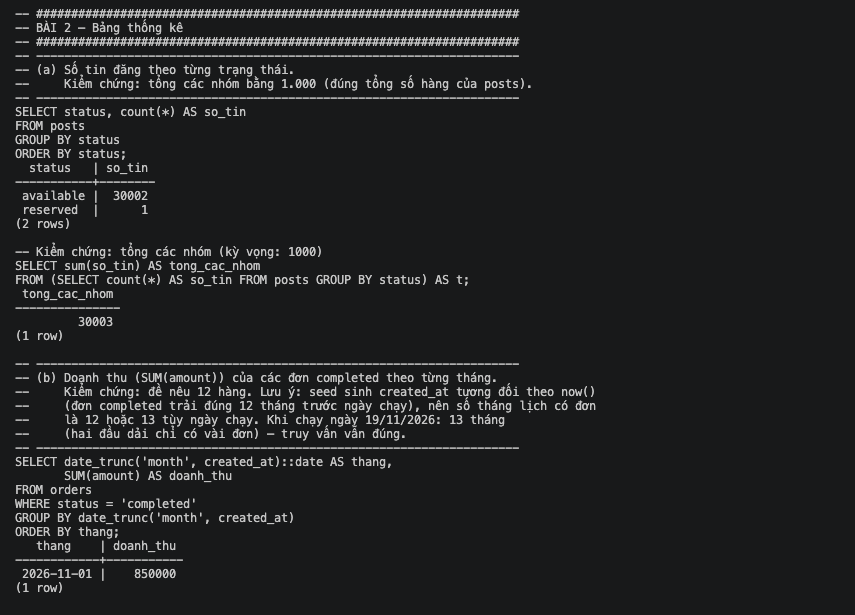 -- #####################################################################
-- BÀI 2 — Bảng thống kê
-- #####################################################################
-- ---------------------------------------------------------------------
-- (a) Số tin đăng theo từng trạng thái.
--     Kiểm chứng: tổng các nhóm bằng 1.000 (đúng tổng số hàng của posts).
-- ---------------------------------------------------------------------
SELECT status, count(*) AS so_tin
FROM posts
GROUP BY status
ORDER BY status;
  status   | so_tin
-----------+--------
 available |  30002
 reserved  |      1
(2 rows)

-- Kiểm chứng: tổng các nhóm (kỳ vọng: 1000)
SELECT sum(so_tin) AS tong_cac_nhom
FROM (SELECT count(*) AS so_tin FROM posts GROUP BY status) AS t;
 tong_cac_nhom
---------------
         30003
(1 row)

-- ---------------------------------------------------------------------
-- (b) Doanh thu (SUM(amount)) của các đơn completed theo từng tháng.
--     Kiểm chứng: đề nêu 12 hàng. Lưu ý: seed sinh created_at tương đối theo now()
--     (đơn completed trải đúng 12 tháng trước ngày chạy), nên số tháng lịch có đơn
--     là 12 hoặc 13 tùy ngày chạy. Khi chạy ngày 19/11/2026: 13 tháng
--     (hai đầu dải chỉ có vài đơn) — truy vấn vẫn đúng.
-- ---------------------------------------------------------------------
SELECT date_trunc('month', created_at)::date AS thang,
       SUM(amount) AS doanh_thu
FROM orders
WHERE status = 'completed'
GROUP BY date_trunc('month', created_at)
ORDER BY thang;
   thang    | doanh_thu
------------+-----------
 2026-11-01 |    850000
(1 row)